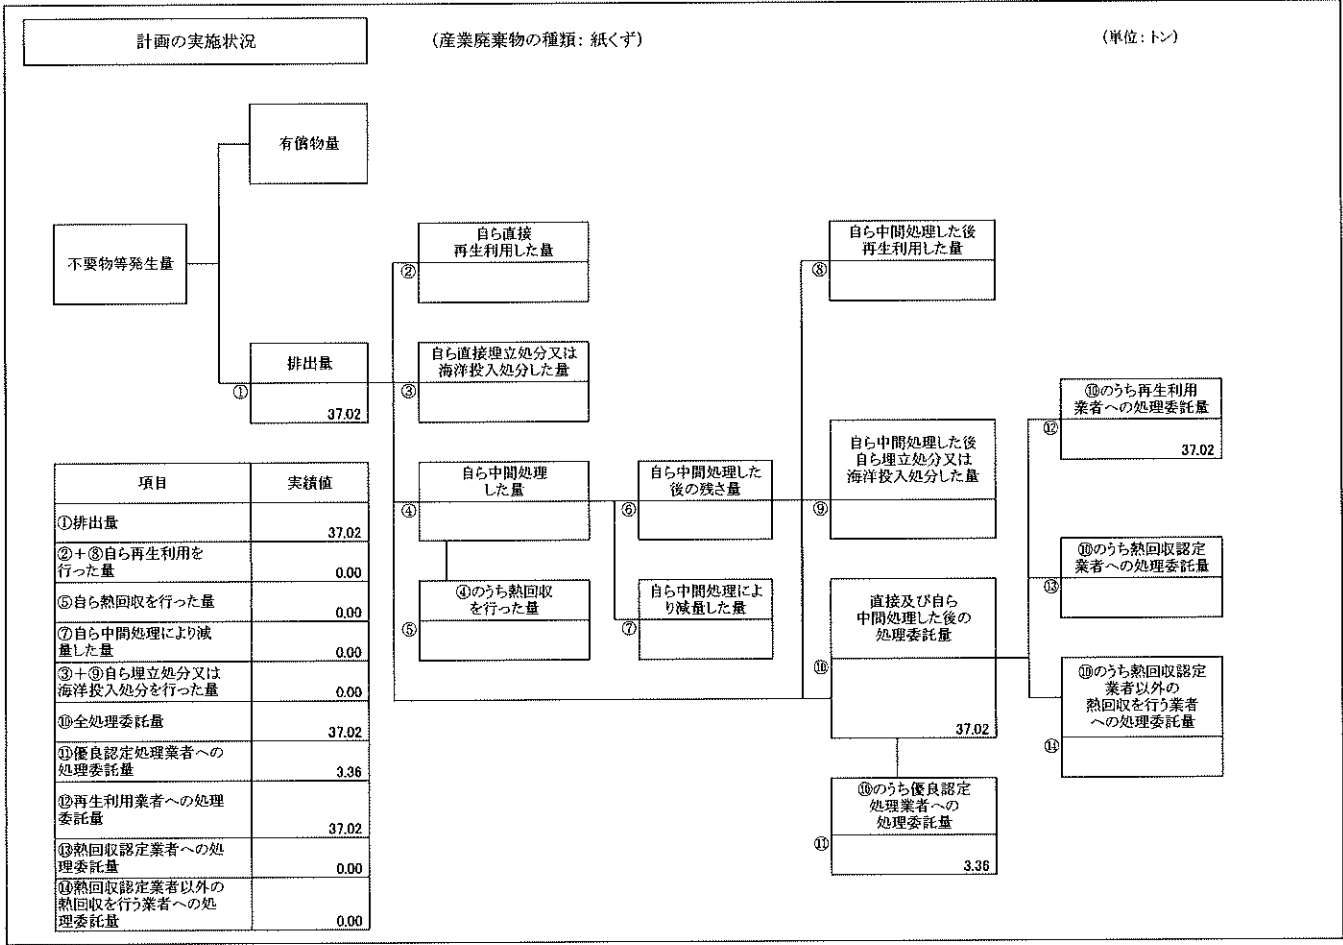 計画の実施状況
(産業廃棄物の種類：紙くず)
(単位：トン)
有償物量
不要物等発生量
排出量
①
37.02
自ら直接
再生利用した量
②
自ら直接埋立処分又は
海洋投入処分した量
③
自ら中間処理
した量
④
④のうち熱回収
を行った量
⑤
自ら中間処理した
後の残さ量
⑥
自ら中間処理によ
り減量した量
⑦
自ら中間処理した後
再生利用した量
⑧
自ら中間処理した後
自ら埋立処分又は
海洋投入処分した量
⑨
直接及び自ら
中間処理した後の
処理委託量
⑩
37.02
⑩のうち優良認定
処理業者への
処理委託量
⑪
3.36
⑩のうち再生利用
業者への処理委託量
⑫
37.02
⑩のうち熱回収認定
業者への処理委託量
⑬
⑩のうち熱回収認定
業者以外の
熱回収を行う業者
への処理委託量
⑭
項目 実績値
①排出量 37.02
②＋⑧自ら再生利用を
行った量 0.00
⑤自ら熱回収を行った量 0.00
⑦自ら中間処理により減
量した量 0.00
③＋⑨自ら埋立処分又は
海洋投入処分を行った量 0.00
⑩全処理委託量 37.02
⑪優良認定処理業者への
処理委託量 3.36
⑫再生利用業者への処理
委託量 37.02
⑬熱回収認定業者への処
理委託量 0.00
⑭熱回収認定業者以外の
熱回収を行う業者への処
理委託量 0.00